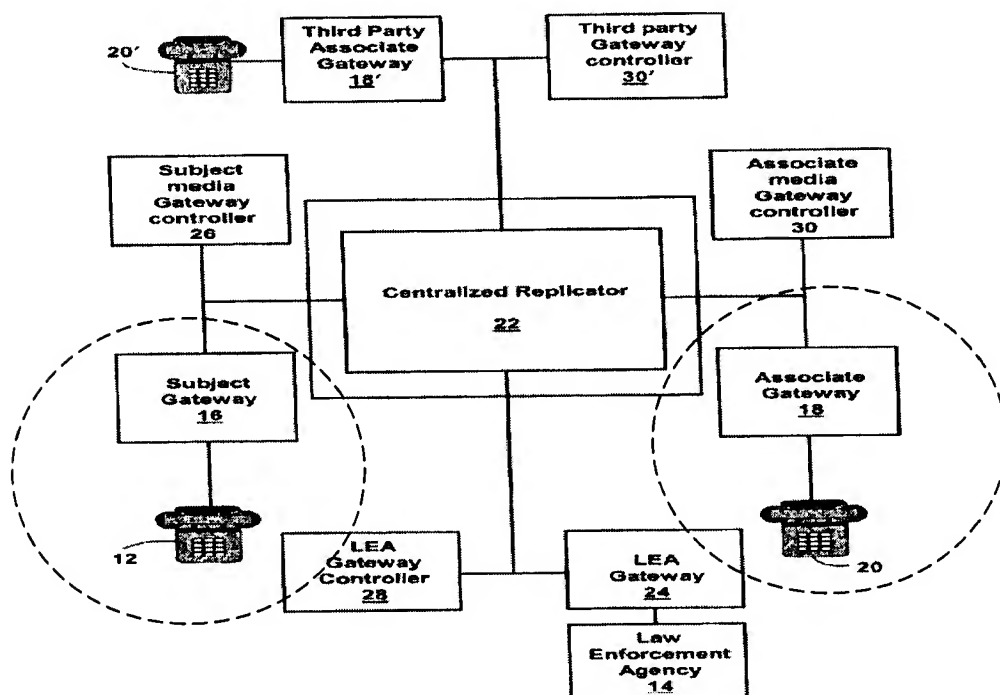 20′
Third Party
Associate
Gateway
18′
Third party
Gateway
controller
30′
Subject
media
Gateway
controller
26
Associate
media
Gateway
controller
30
Centralized Replicator
22
Subject
Gateway
16
Associate
Gateway
18
12
20
LEA
Gateway
Controller
28
LEA
Gateway
24
Law
Enforcement
Agency
14